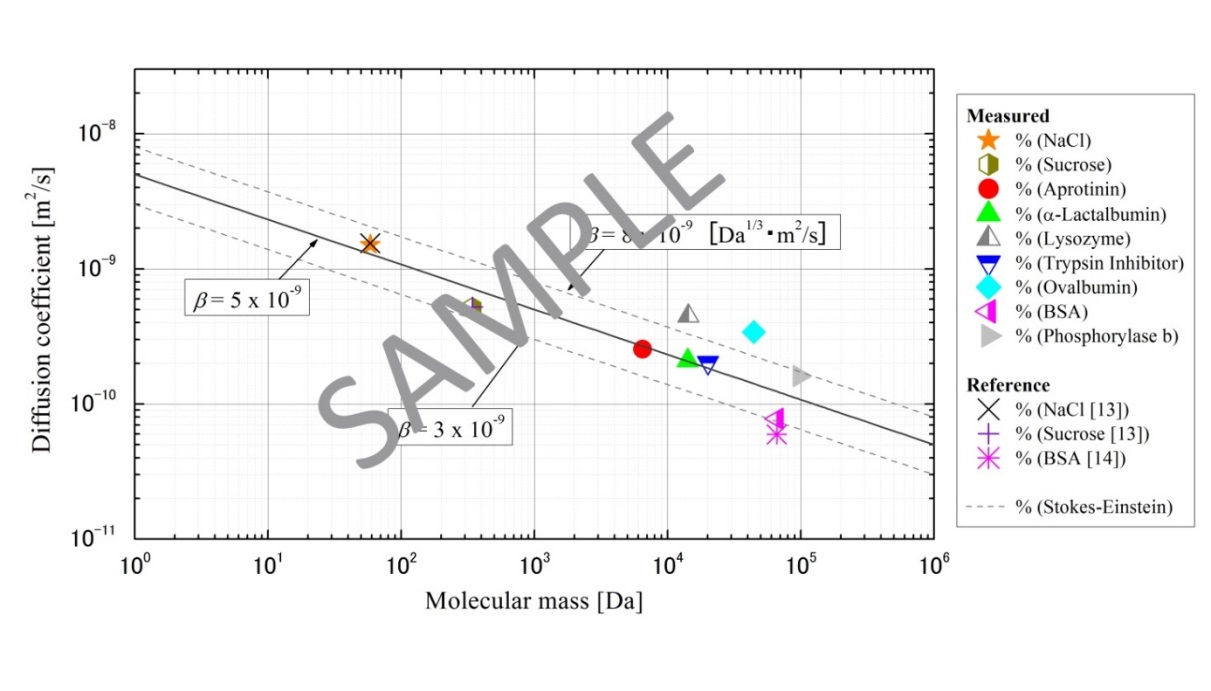 10⁻⁸
10⁻⁹
10⁻¹⁰
10⁻¹¹
Diffusion coefficient [m²/s]
10⁰
10¹
10²
10³
10⁴
10⁵
10⁶
Molecular mass [Da]
β = 5 x 10⁻⁹
β = 8 x 10⁻⁹ [Da¹/³・m²/s]
β = 3 x 10⁻⁹
SAMPLE
Measured
% (NaCl)
% (Sucrose)
% (Aprotinin)
% (α-Lactalbumin)
% (Lysozyme)
% (Trypsin Inhibitor)
% (Ovalbumin)
% (BSA)
% (Phosphorylase b)
Reference
% (NaCl [13])
% (Sucrose [13])
% (BSA [14])
% (Stokes-Einstein)